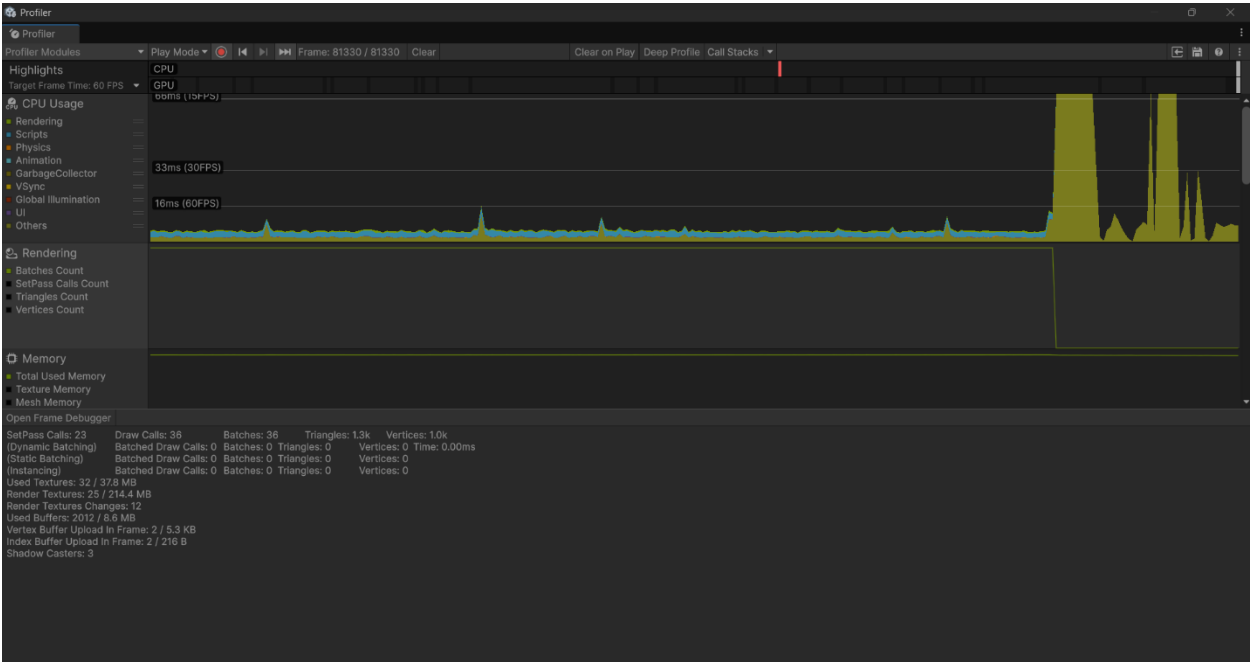 Profiler
Profiler
Profiler Modules Play Mode Frame: 81330 / 81330 Clear Clear on Play Deep Profile Call Stacks
Highlights CPU
Target Frame Time: 60 FPS GPU
CPU Usage 66ms (15FPS)
Rendering
Scripts
Physics
Animation 33ms (30FPS)
GarbageCollector
VSync
Global Illumination 16ms (60FPS)
UI
Others
Rendering
Batches Count
SetPass Calls Count
Triangles Count
Vertices Count
Memory
Total Used Memory
Texture Memory
Mesh Memory
Open Frame Debugger
SetPass Calls: 23 Draw Calls: 36 Batches: 36 Triangles: 1.3k Vertices: 1.0k
(Dynamic Batching) Batched Draw Calls: 0 Batches: 0 Triangles: 0 Vertices: 0 Time: 0.00ms
(Static Batching) Batched Draw Calls: 0 Batches: 0 Triangles: 0 Vertices: 0
(Instancing) Batched Draw Calls: 0 Batches: 0 Triangles: 0 Vertices: 0
Used Textures: 32 / 37.8 MB
Render Textures: 25 / 214.4 MB
Render Textures Changes: 12
Used Buffers: 2012 / 8.6 MB
Vertex Buffer Upload In Frame: 2 / 5.3 KB
Index Buffer Upload In Frame: 2 / 216 B
Shadow Casters: 3